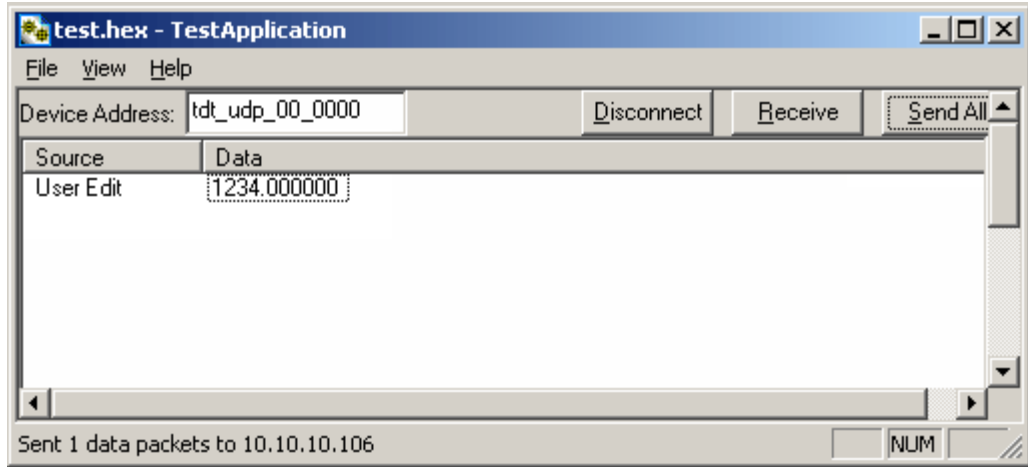 test.hex - TestApplication
File View Help
Device Address: tdt_udp_00_0000 Disconnect Receive Send All
Source Data
User Edit 1234.000000
Sent 1 data packets to 10.10.10.106 NUM